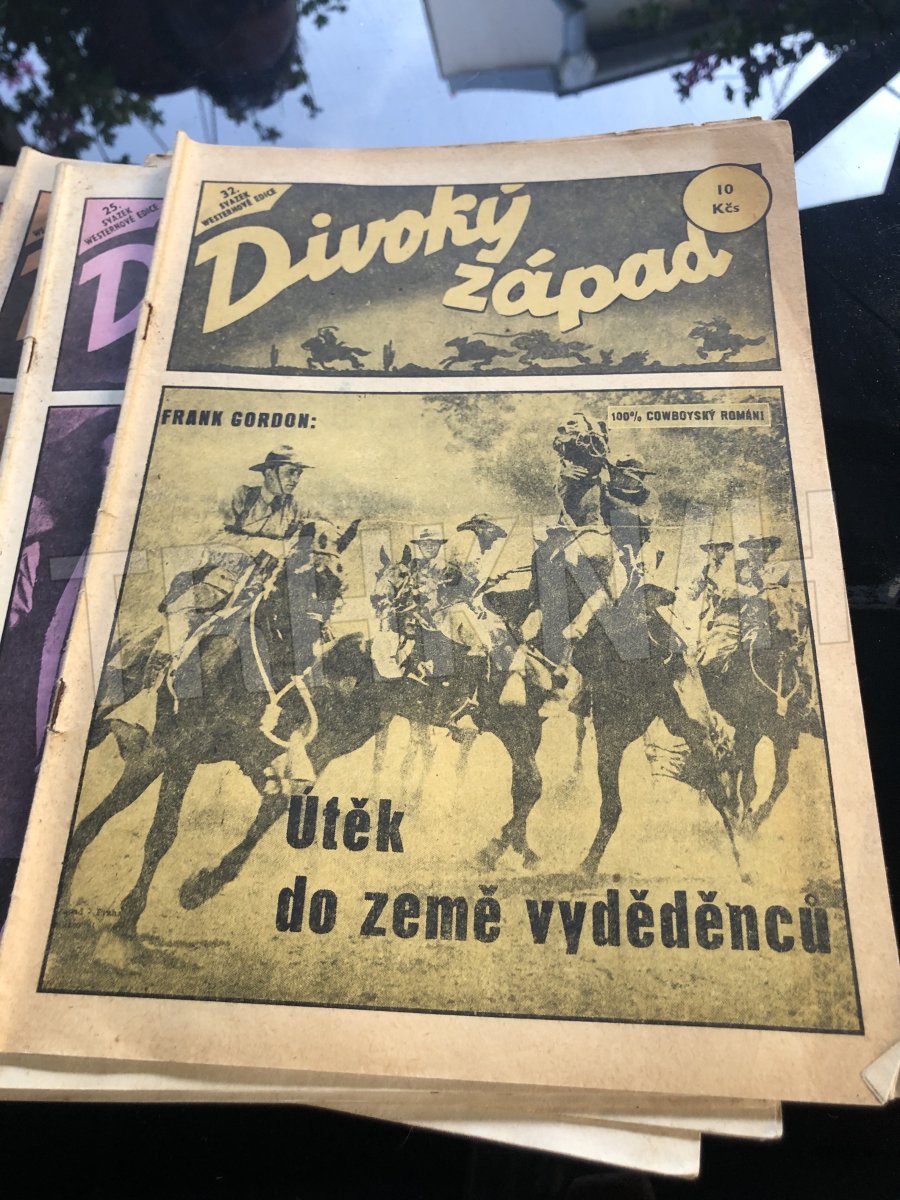 32.
SVAZEK
WESTERNOVÉ EDICE
Divoký
západ
10
Kčs
FRANK GORDON:
100% COWBOYSKÝ ROMÁN!
Útěk
do země vyděděnců
25.
SVAZEK
WESTERNOVÉ EDICE
D